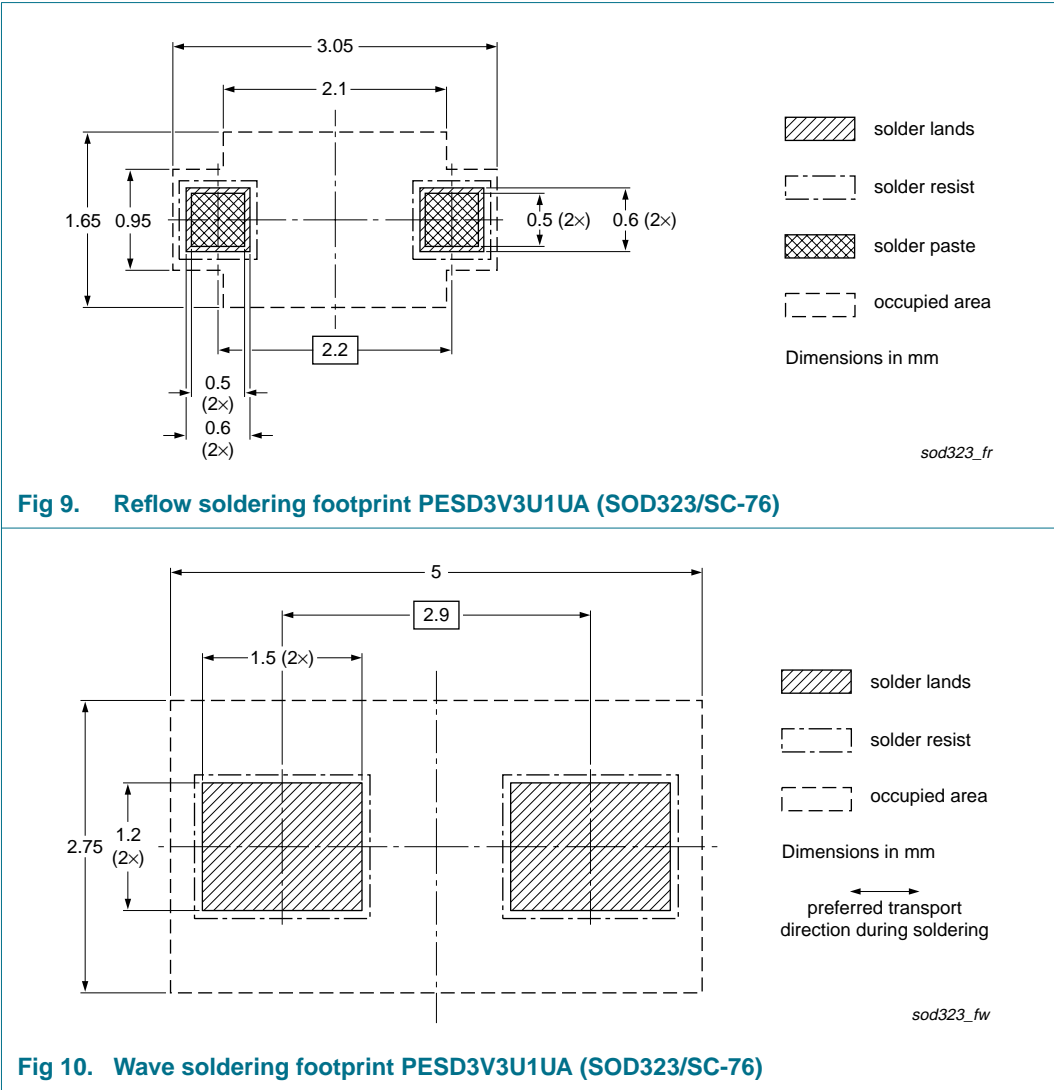 3.05
2.1
solder lands
solder resist
1.65 0.95 0.5 (2×) 0.6 (2×)
solder paste
occupied area
2.2
Dimensions in mm
0.5
(2×)
0.6
(2×)
sod323_fr
Fig 9. Reflow soldering footprint PESD3V3U1UA (SOD323/SC-76)
5
2.9
1.5 (2×)
solder lands
solder resist
occupied area
2.75 1.2
(2×)
Dimensions in mm
preferred transport
direction during soldering
sod323_fw
Fig 10. Wave soldering footprint PESD3V3U1UA (SOD323/SC-76)